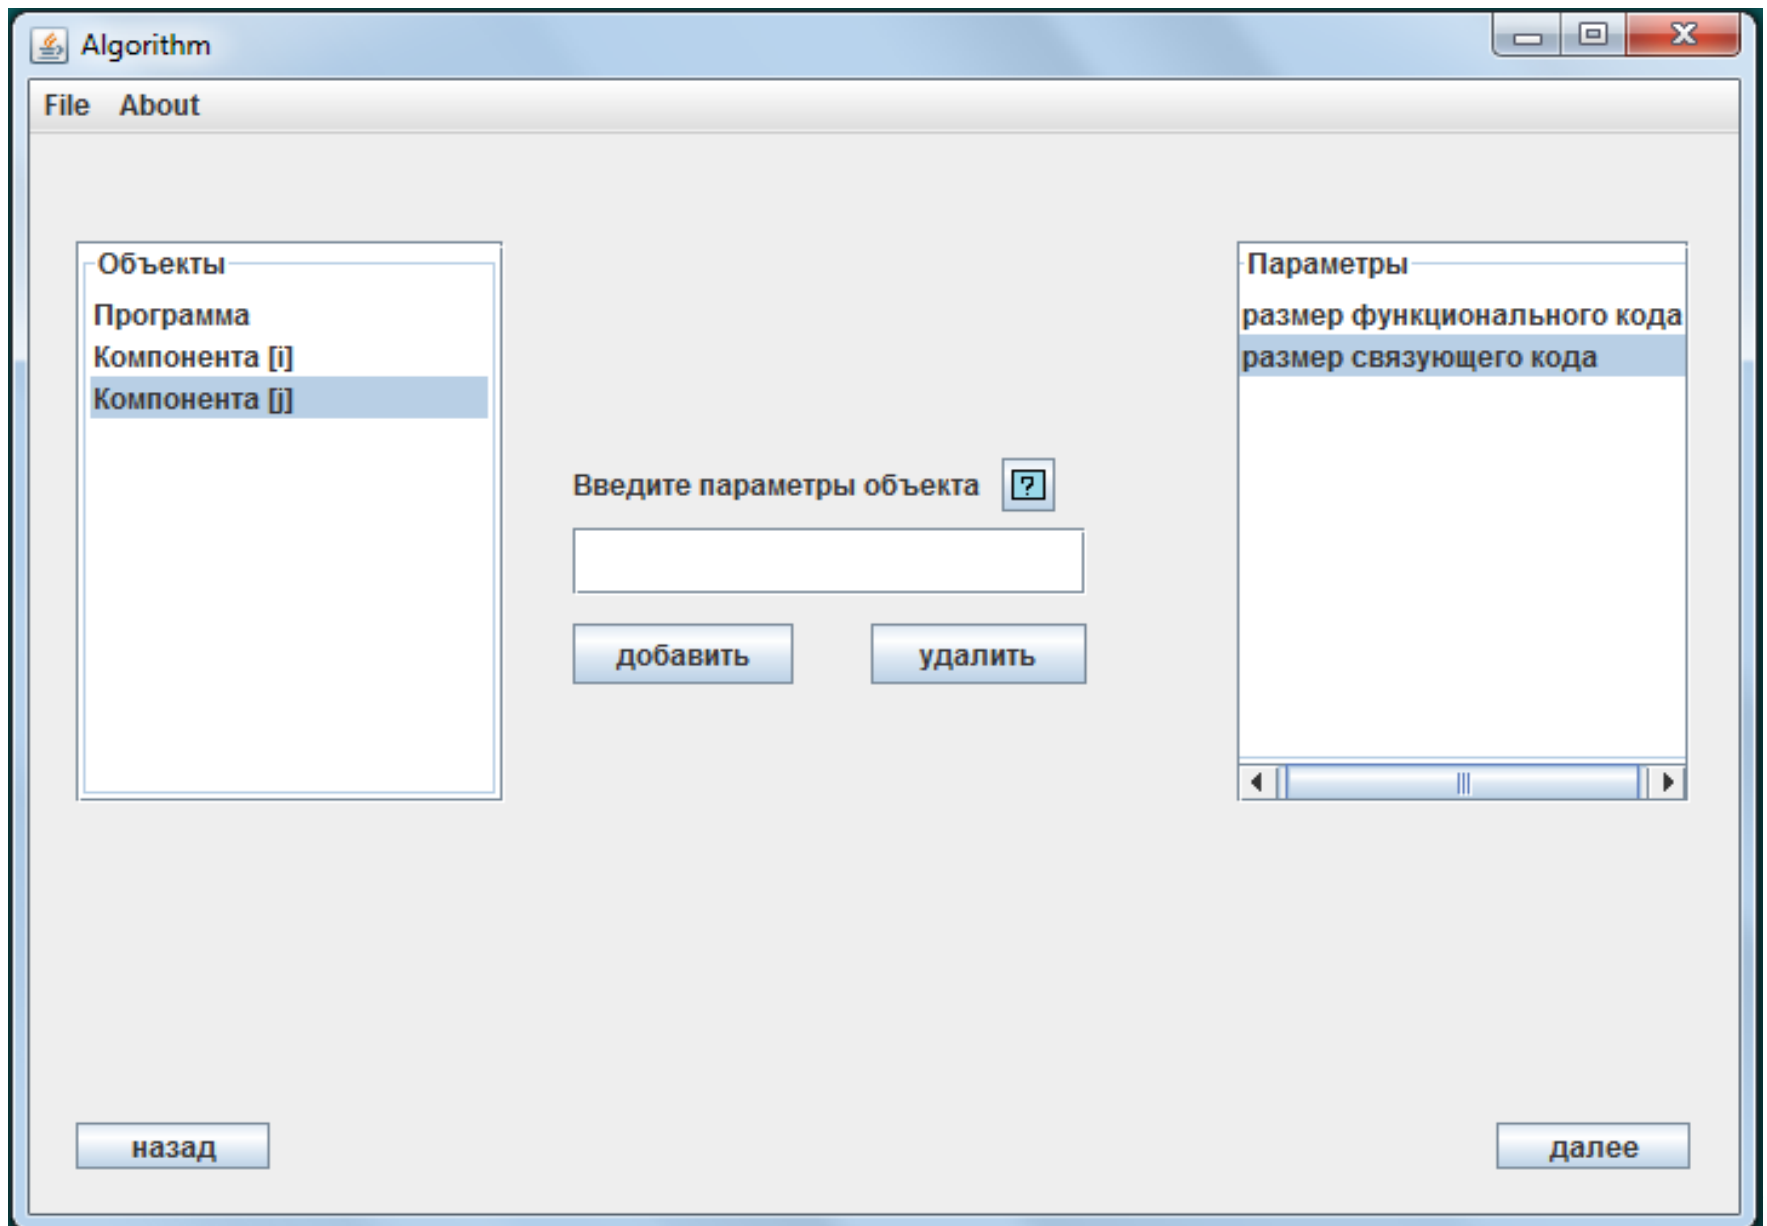 Algorithm
File About
Объекты
Программа
Компонента [i]
Компонента [j]
Введите параметры объекта ?
добавить удалить
Параметры
размер функционального кода
размер связующего кода
назад далее